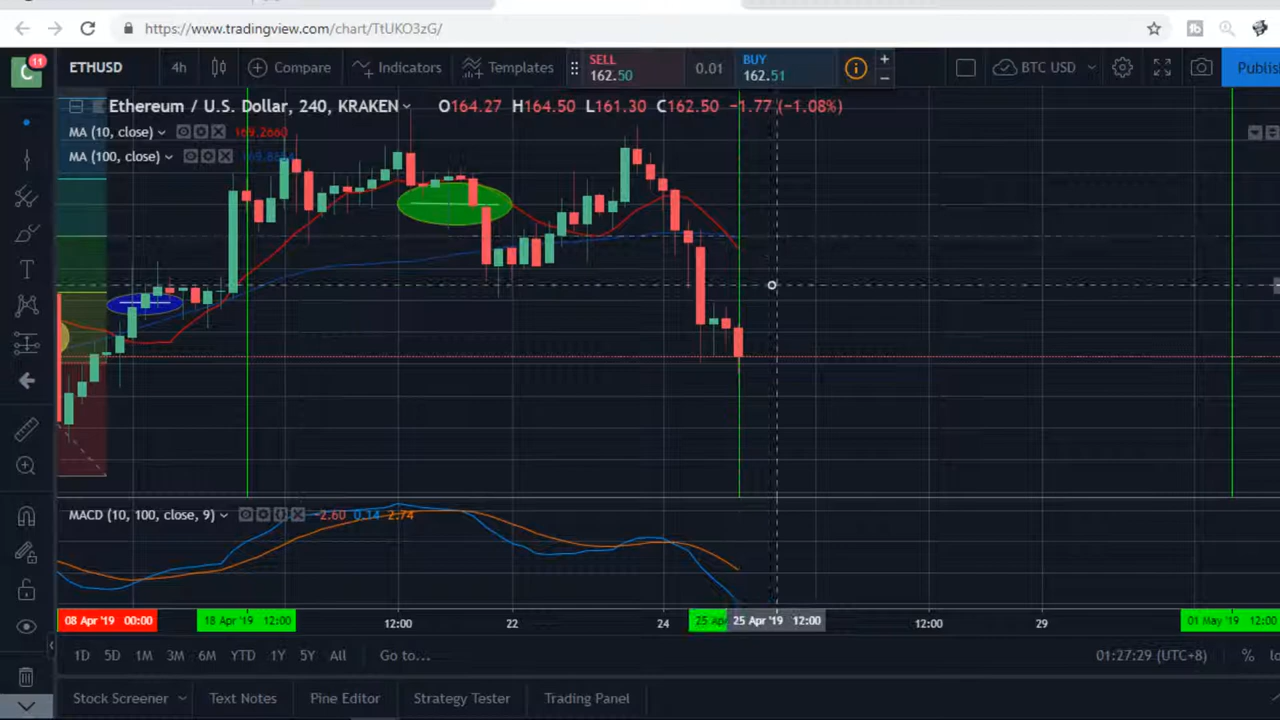 https://www.tradingview.com/chart/TtUKO3zG/
C 11 ETHUSD 4h Compare Indicators Templates SELL 162.50 0.01 BUY 162.51 BTC USD Publis
Ethereum / U.S. Dollar, 240, KRAKEN O164.27 H164.50 L161.30 C162.50 −1.77 (−1.08%)
MA (10, close) 169.2660
MA (100, close)
MACD (10, 100, close, 9) −2.60 0.14 2.74
08 Apr '19 00:00 18 Apr '19 12:00 12:00 22 24 25 Apr 25 Apr '19 12:00 12:00 29 01 May '19 12:00
1D 5D 1M 3M 6M YTD 1Y 5Y All Go to... 01:27:29 (UTC+8) % lo
Stock Screener Text Notes Pine Editor Strategy Tester Trading Panel